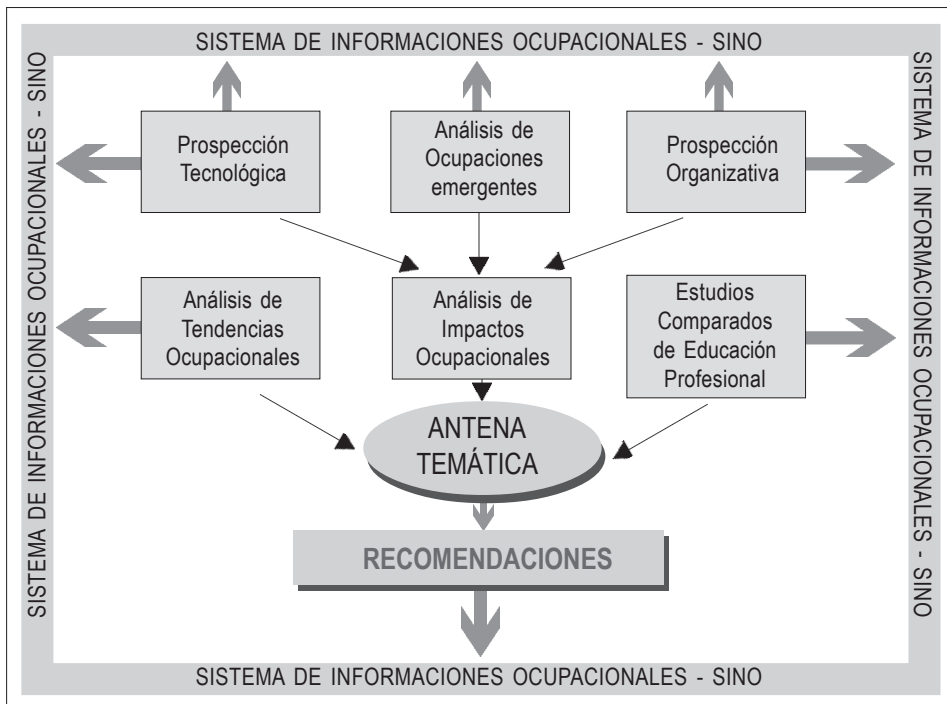 SISTEMA DE INFORMACIONES OCUPACIONALES - SINO
SISTEMA DE INFORMACIONES OCUPACIONALES - SINO
SISTEMA DE INFORMACIONES OCUPACIONALES - SINO
Prospección
Tecnológica
Análisis de
Ocupaciones
emergentes
Prospección
Organizativa
Análisis de
Tendencias
Ocupacionales
Análisis de
Impactos
Ocupacionales
Estudios
Comparados
de Educación
Profesional
ANTENA
TEMÁTICA
RECOMENDACIONES
SISTEMA DE INFORMACIONES OCUPACIONALES - SINO